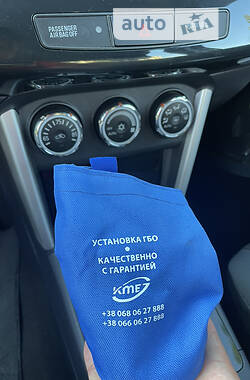 PASSENGER
AIR BAG OFF
auto RIA
УСТАНОВКА ГБО
•
КАЧЕСТВЕННО
С ГАРАНТИЕЙ
KME
+38 068 06 27 888
+38 066 06 27 888